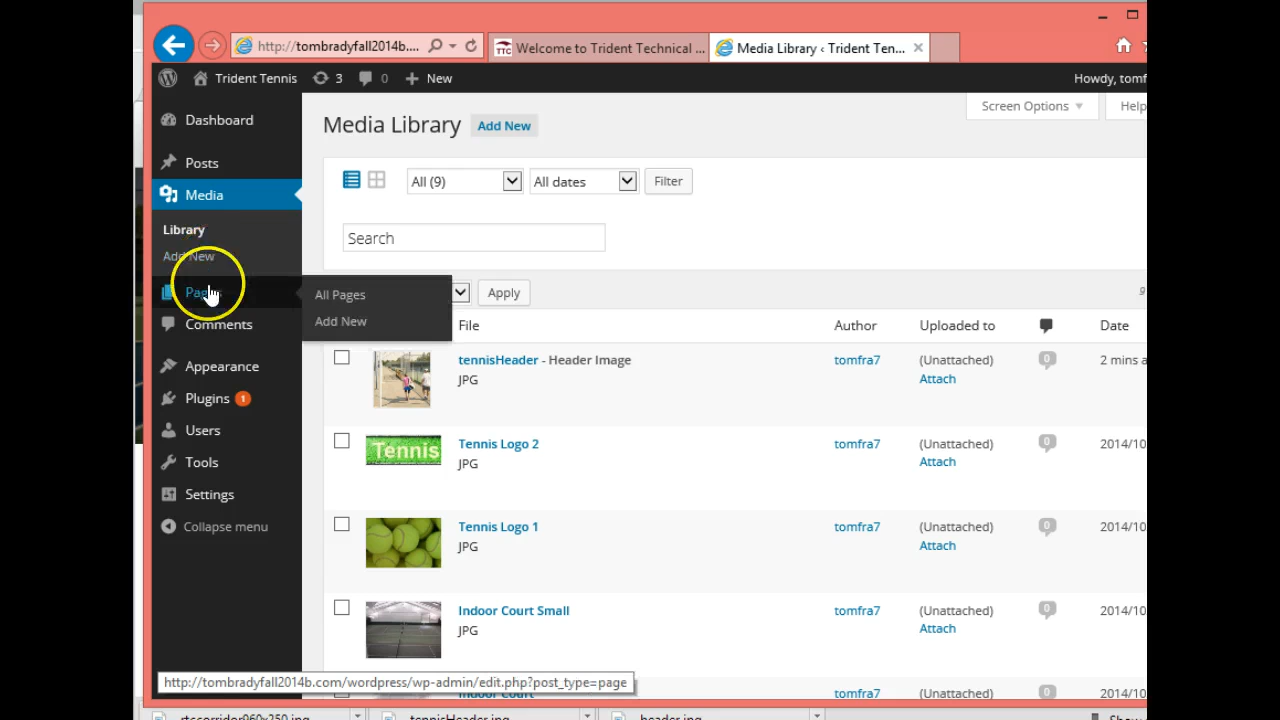 http://tombradyfall2014b....
TTC
Welcome to Trident Technical ...
Media Library ‹ Trident Ten...
Trident Tennis
3
0
New
Howdy, tomf
Screen Options
Help
Dashboard
Posts
Media
Library
Add New
Pages
All Pages
Add New
Comments
Appearance
Plugins 1
Users
Tools
Settings
Collapse menu
Media Library
Add New
All (9)
All dates
Filter
Search
Apply
9
File
Author
Uploaded to
Date
tennisHeader - Header Image
JPG
tomfra7
(Unattached)
Attach
0
2 mins a
Tennis
Tennis Logo 2
JPG
tomfra7
(Unattached)
Attach
0
2014/10
Tennis Logo 1
JPG
tomfra7
(Unattached)
Attach
0
2014/10
Indoor Court Small
JPG
tomfra7
(Unattached)
Attach
0
2014/10
Indoor Court
tomfra7
(Unattached)
0
2014/10
http://tombradyfall2014b.com/wordpress/wp-admin/edit.php?post_type=page
rtccorridor960x250.jpg
tennisHeader.jpg
header.jpg
Show